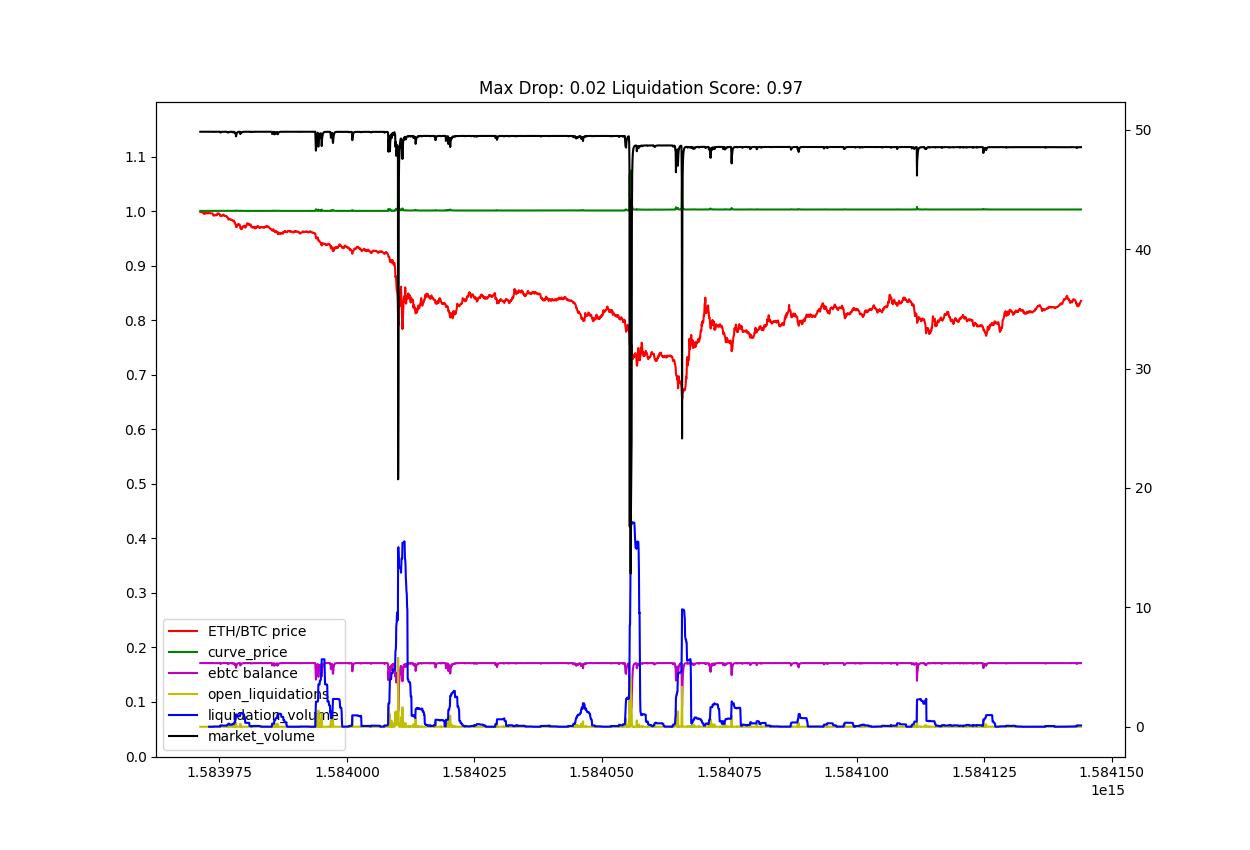 Max Drop: 0.02 Liquidation Score: 0.97
1.1
1.0
0.9
0.8
0.7
0.6
0.5
0.4
0.3
0.2
0.1
0.0
50
40
30
20
10
0
ETH/BTC price
curve_price
ebtc balance
open_liquidations
liquidation_volume
market_volume
1.583975 1.584000 1.584025 1.584050 1.584075 1.584100 1.584125 1.584150
1e15